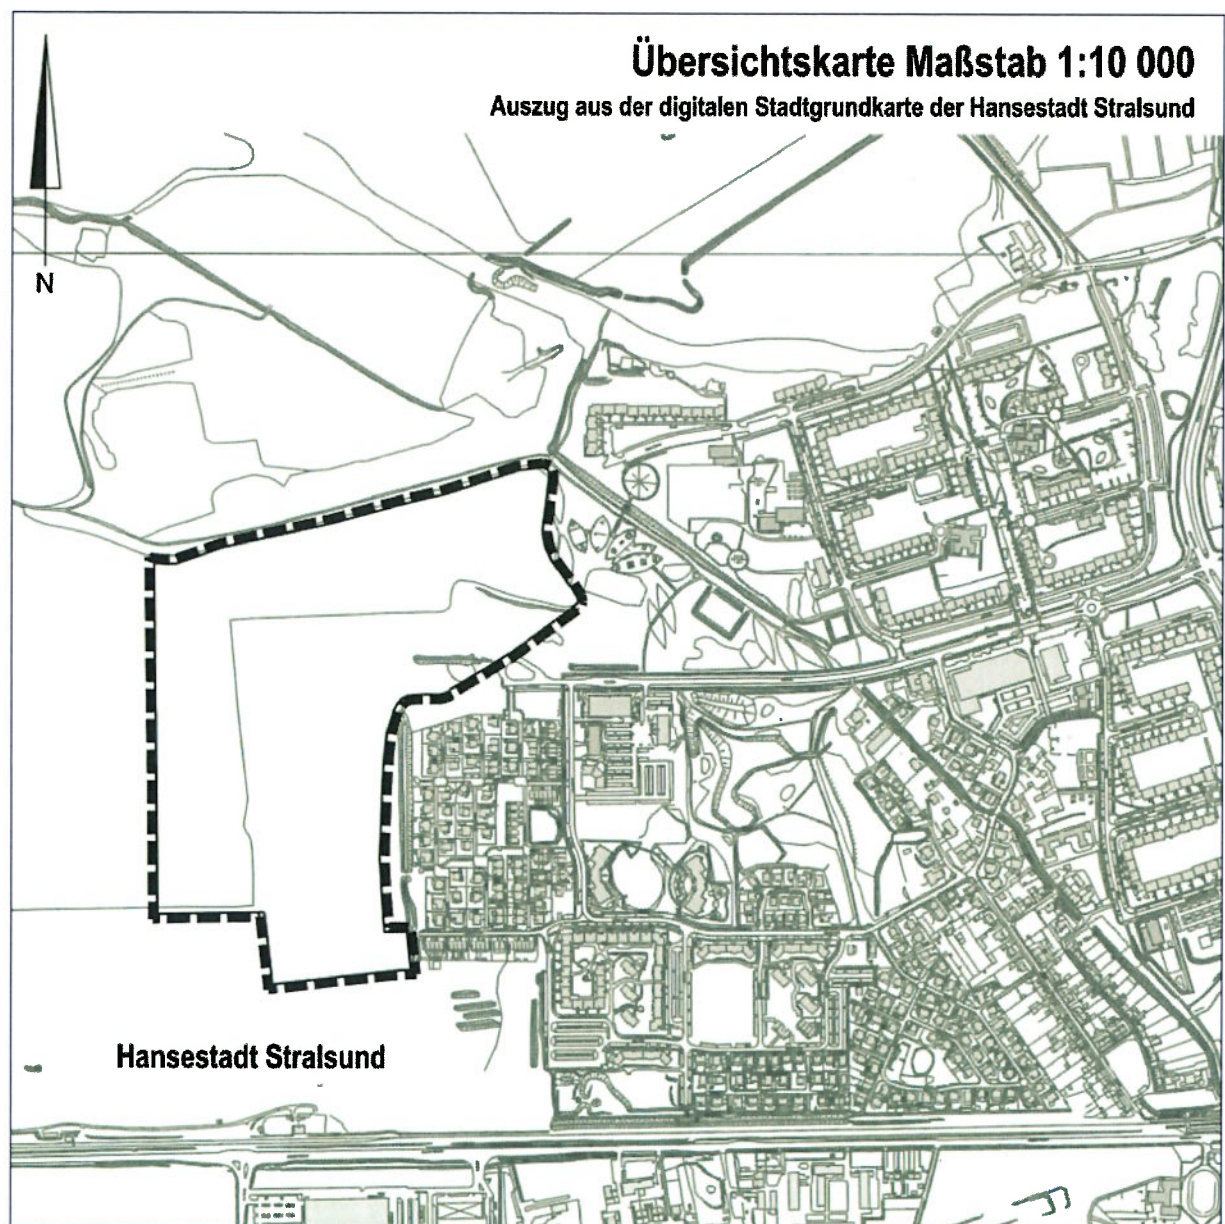 Übersichtskarte Maßstab 1:10 000
Auszug aus der digitalen Stadtgrundkarte der Hansestadt Stralsund
N
Hansestadt Stralsund